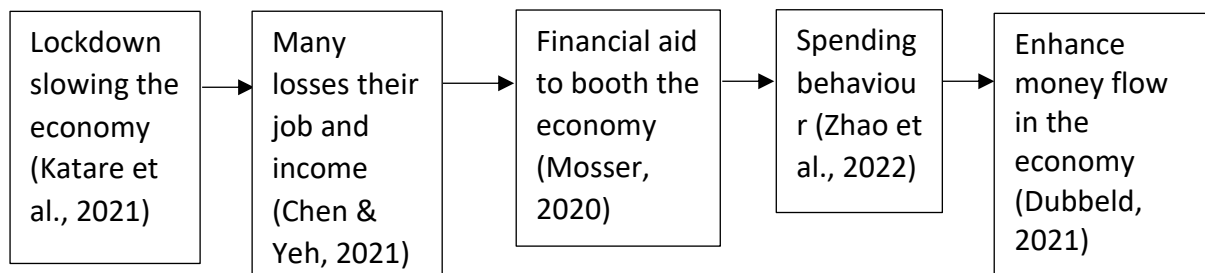 Lockdown
slowing the
economy
(Katare et
al., 2021)
Many
losses their
job and
income
(Chen &
Yeh, 2021)
Financial aid
to booth the
economy
(Mosser,
2020)
Spending
behaviou
r (Zhao et
al., 2022)
Enhance
money flow
in the
economy
(Dubbeld,
2021)